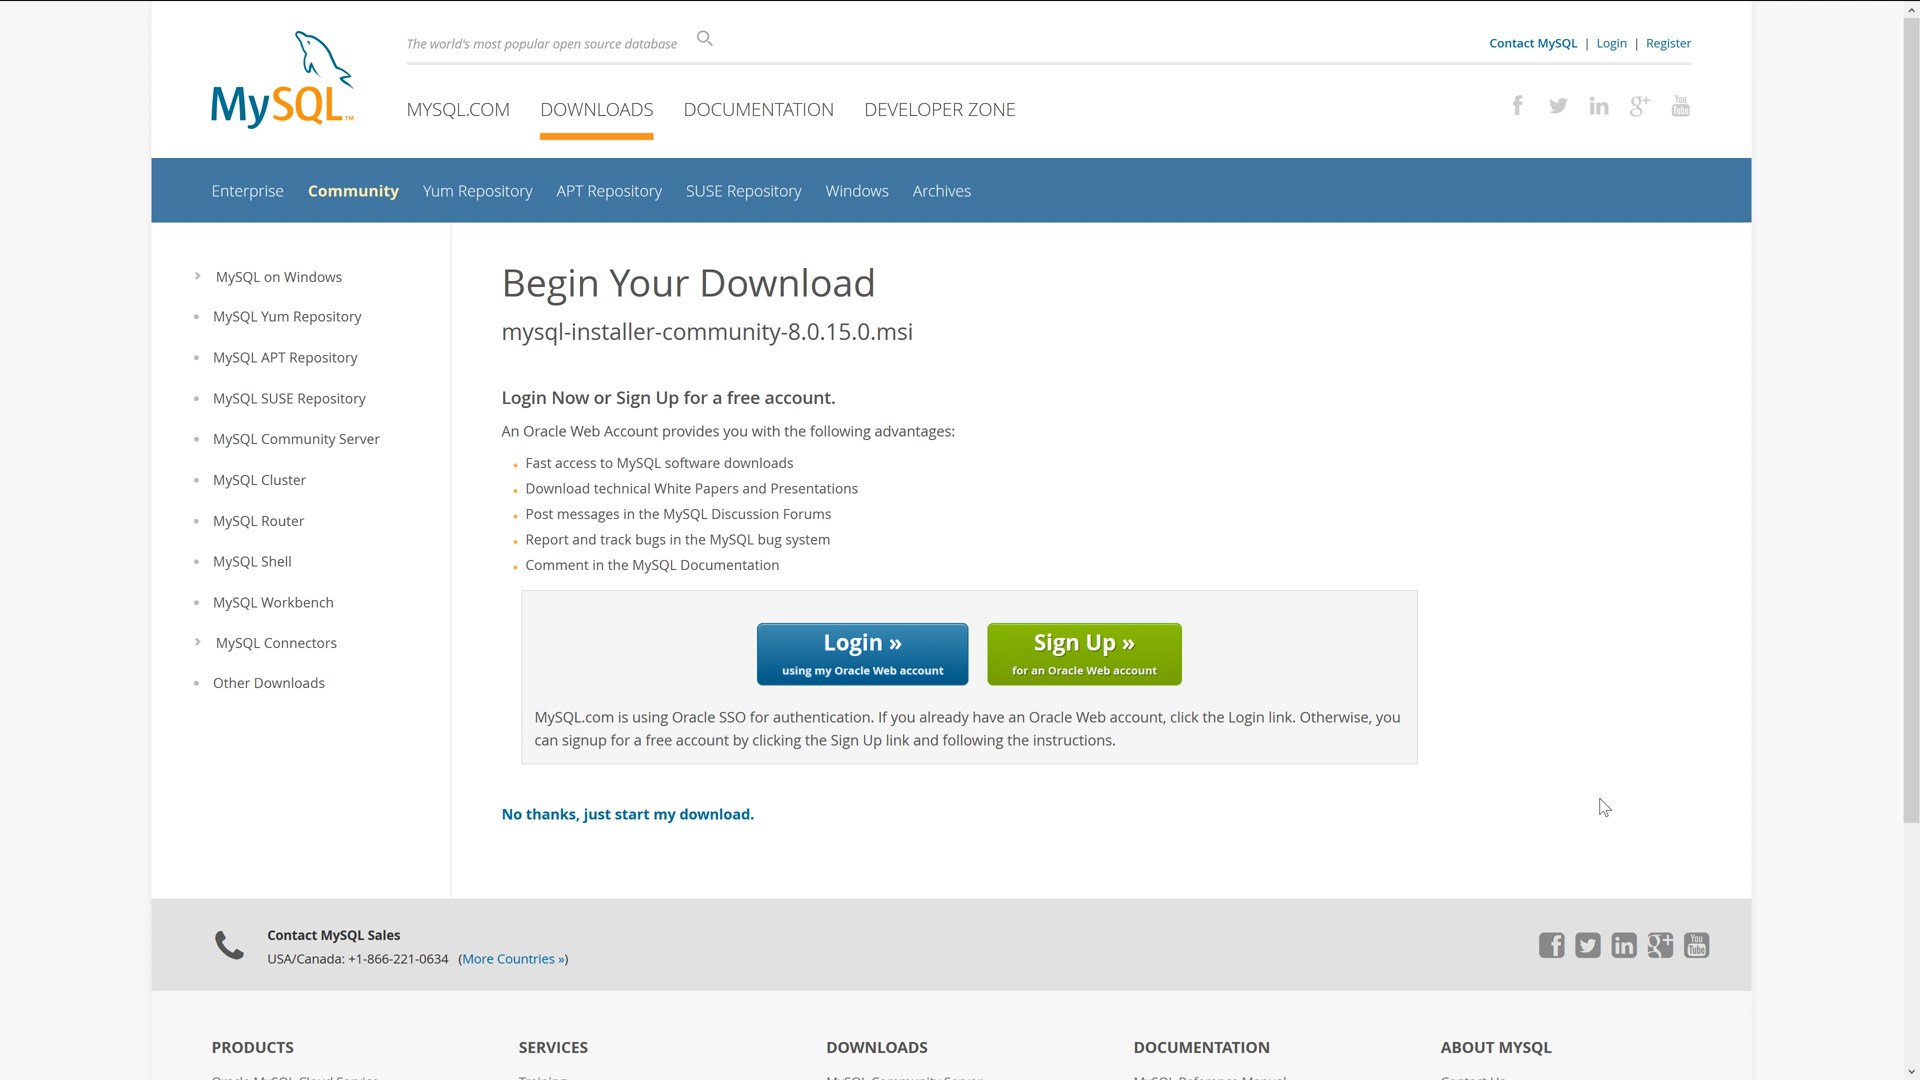 The world's most popular open source database
Contact MySQL | Login | Register
MySQL™
MYSQL.COM DOWNLOADS DOCUMENTATION DEVELOPER ZONE
Enterprise Community Yum Repository APT Repository SUSE Repository Windows Archives
MySQL on Windows
MySQL Yum Repository
MySQL APT Repository
MySQL SUSE Repository
MySQL Community Server
MySQL Cluster
MySQL Router
MySQL Shell
MySQL Workbench
MySQL Connectors
Other Downloads
Begin Your Download
mysql-installer-community-8.0.15.0.msi
Login Now or Sign Up for a free account.
An Oracle Web Account provides you with the following advantages:
Fast access to MySQL software downloads
Download technical White Papers and Presentations
Post messages in the MySQL Discussion Forums
Report and track bugs in the MySQL bug system
Comment in the MySQL Documentation
Login »
using my Oracle Web account
Sign Up »
for an Oracle Web account
MySQL.com is using Oracle SSO for authentication. If you already have an Oracle Web account, click the Login link. Otherwise, you
can signup for a free account by clicking the Sign Up link and following the instructions.
No thanks, just start my download.
Contact MySQL Sales
USA/Canada: +1-866-221-0634 (More Countries »)
PRODUCTS SERVICES DOWNLOADS DOCUMENTATION ABOUT MYSQL